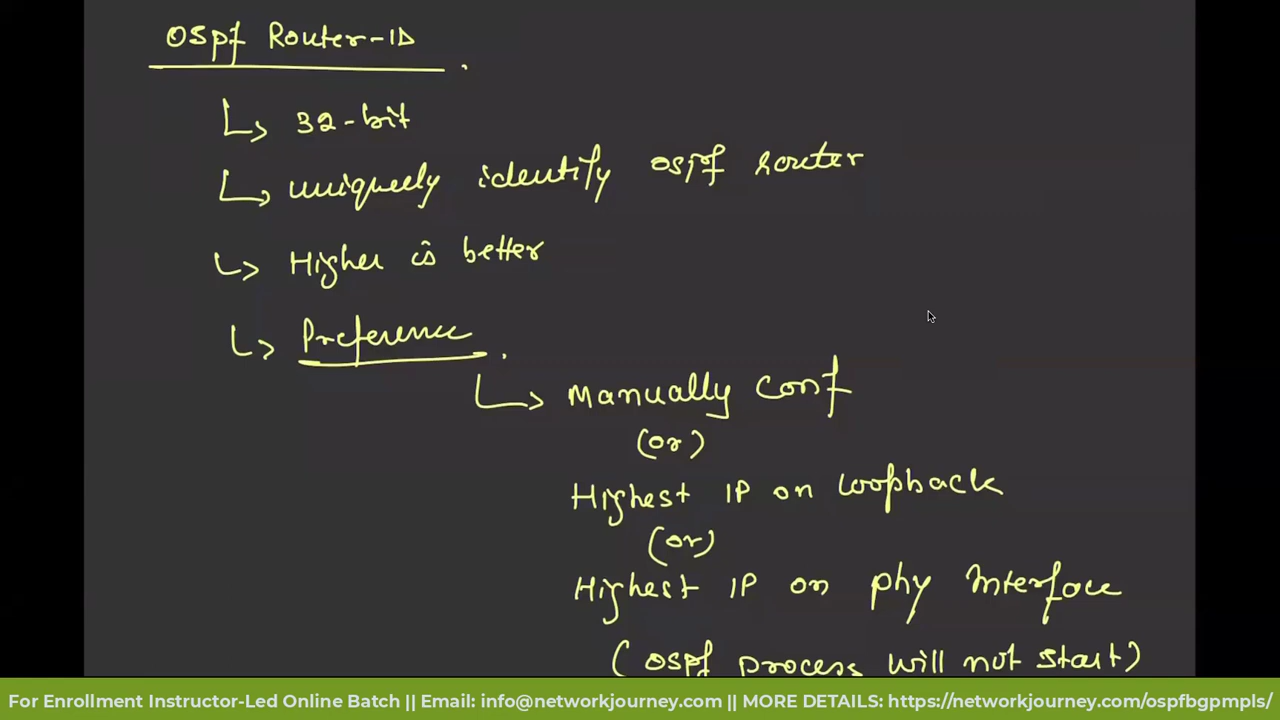 OSpf Router-ID
↳ 32-bit
↳ uniquely identify ospf router
↳ Higher is better
↳ Preference
↳ Manually conf
(or)
Highest IP on loopback
(or)
Highest IP on phy Interface
(ospf process will not start)
For Enrollment Instructor-Led Online Batch || Email: info@networkjourney.com || MORE DETAILS: https://networkjourney.com/ospfbgpmpls/